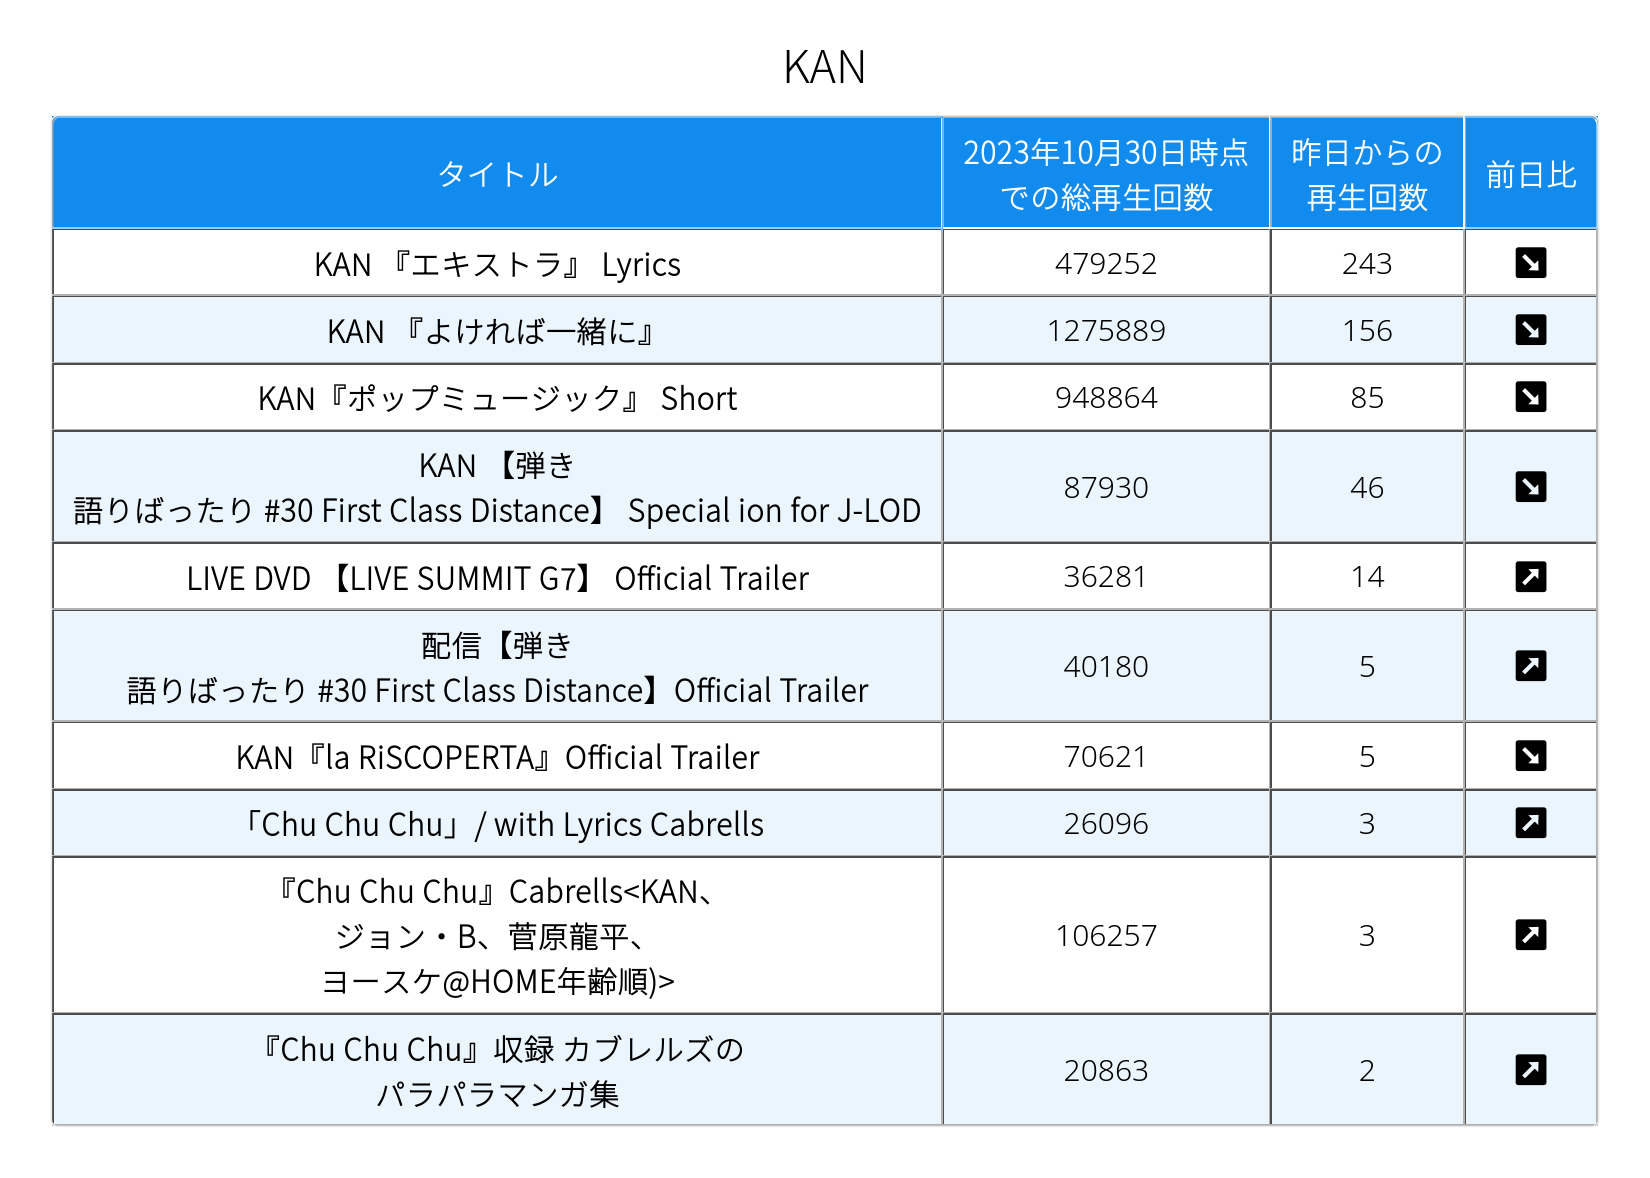 KAN
タイトル
2023年10月30日時点
での総再生回数
昨日からの
再生回数
前日比
KAN 『エキストラ』 Lyrics
479252
243
KAN 『よければ一緒に』
1275889
156
KAN『ポップミュージック』 Short
948864
85
KAN 【弾き
語りばったり #30 First Class Distance】 Special ion for J-LOD
87930
46
LIVE DVD 【LIVE SUMMIT G7】 Official Trailer
36281
14
配信【弾き
語りばったり #30 First Class Distance】Official Trailer
40180
5
KAN『la RiSCOPERTA』Official Trailer
70621
5
「Chu Chu Chu」/ with Lyrics Cabrells
26096
3
『Chu Chu Chu』Cabrells<KAN、
ジョン・B、菅原龍平、
ヨースケ@HOME年齢順)>
106257
3
『Chu Chu Chu』収録 カブレルズの
パラパラマンガ集
20863
2